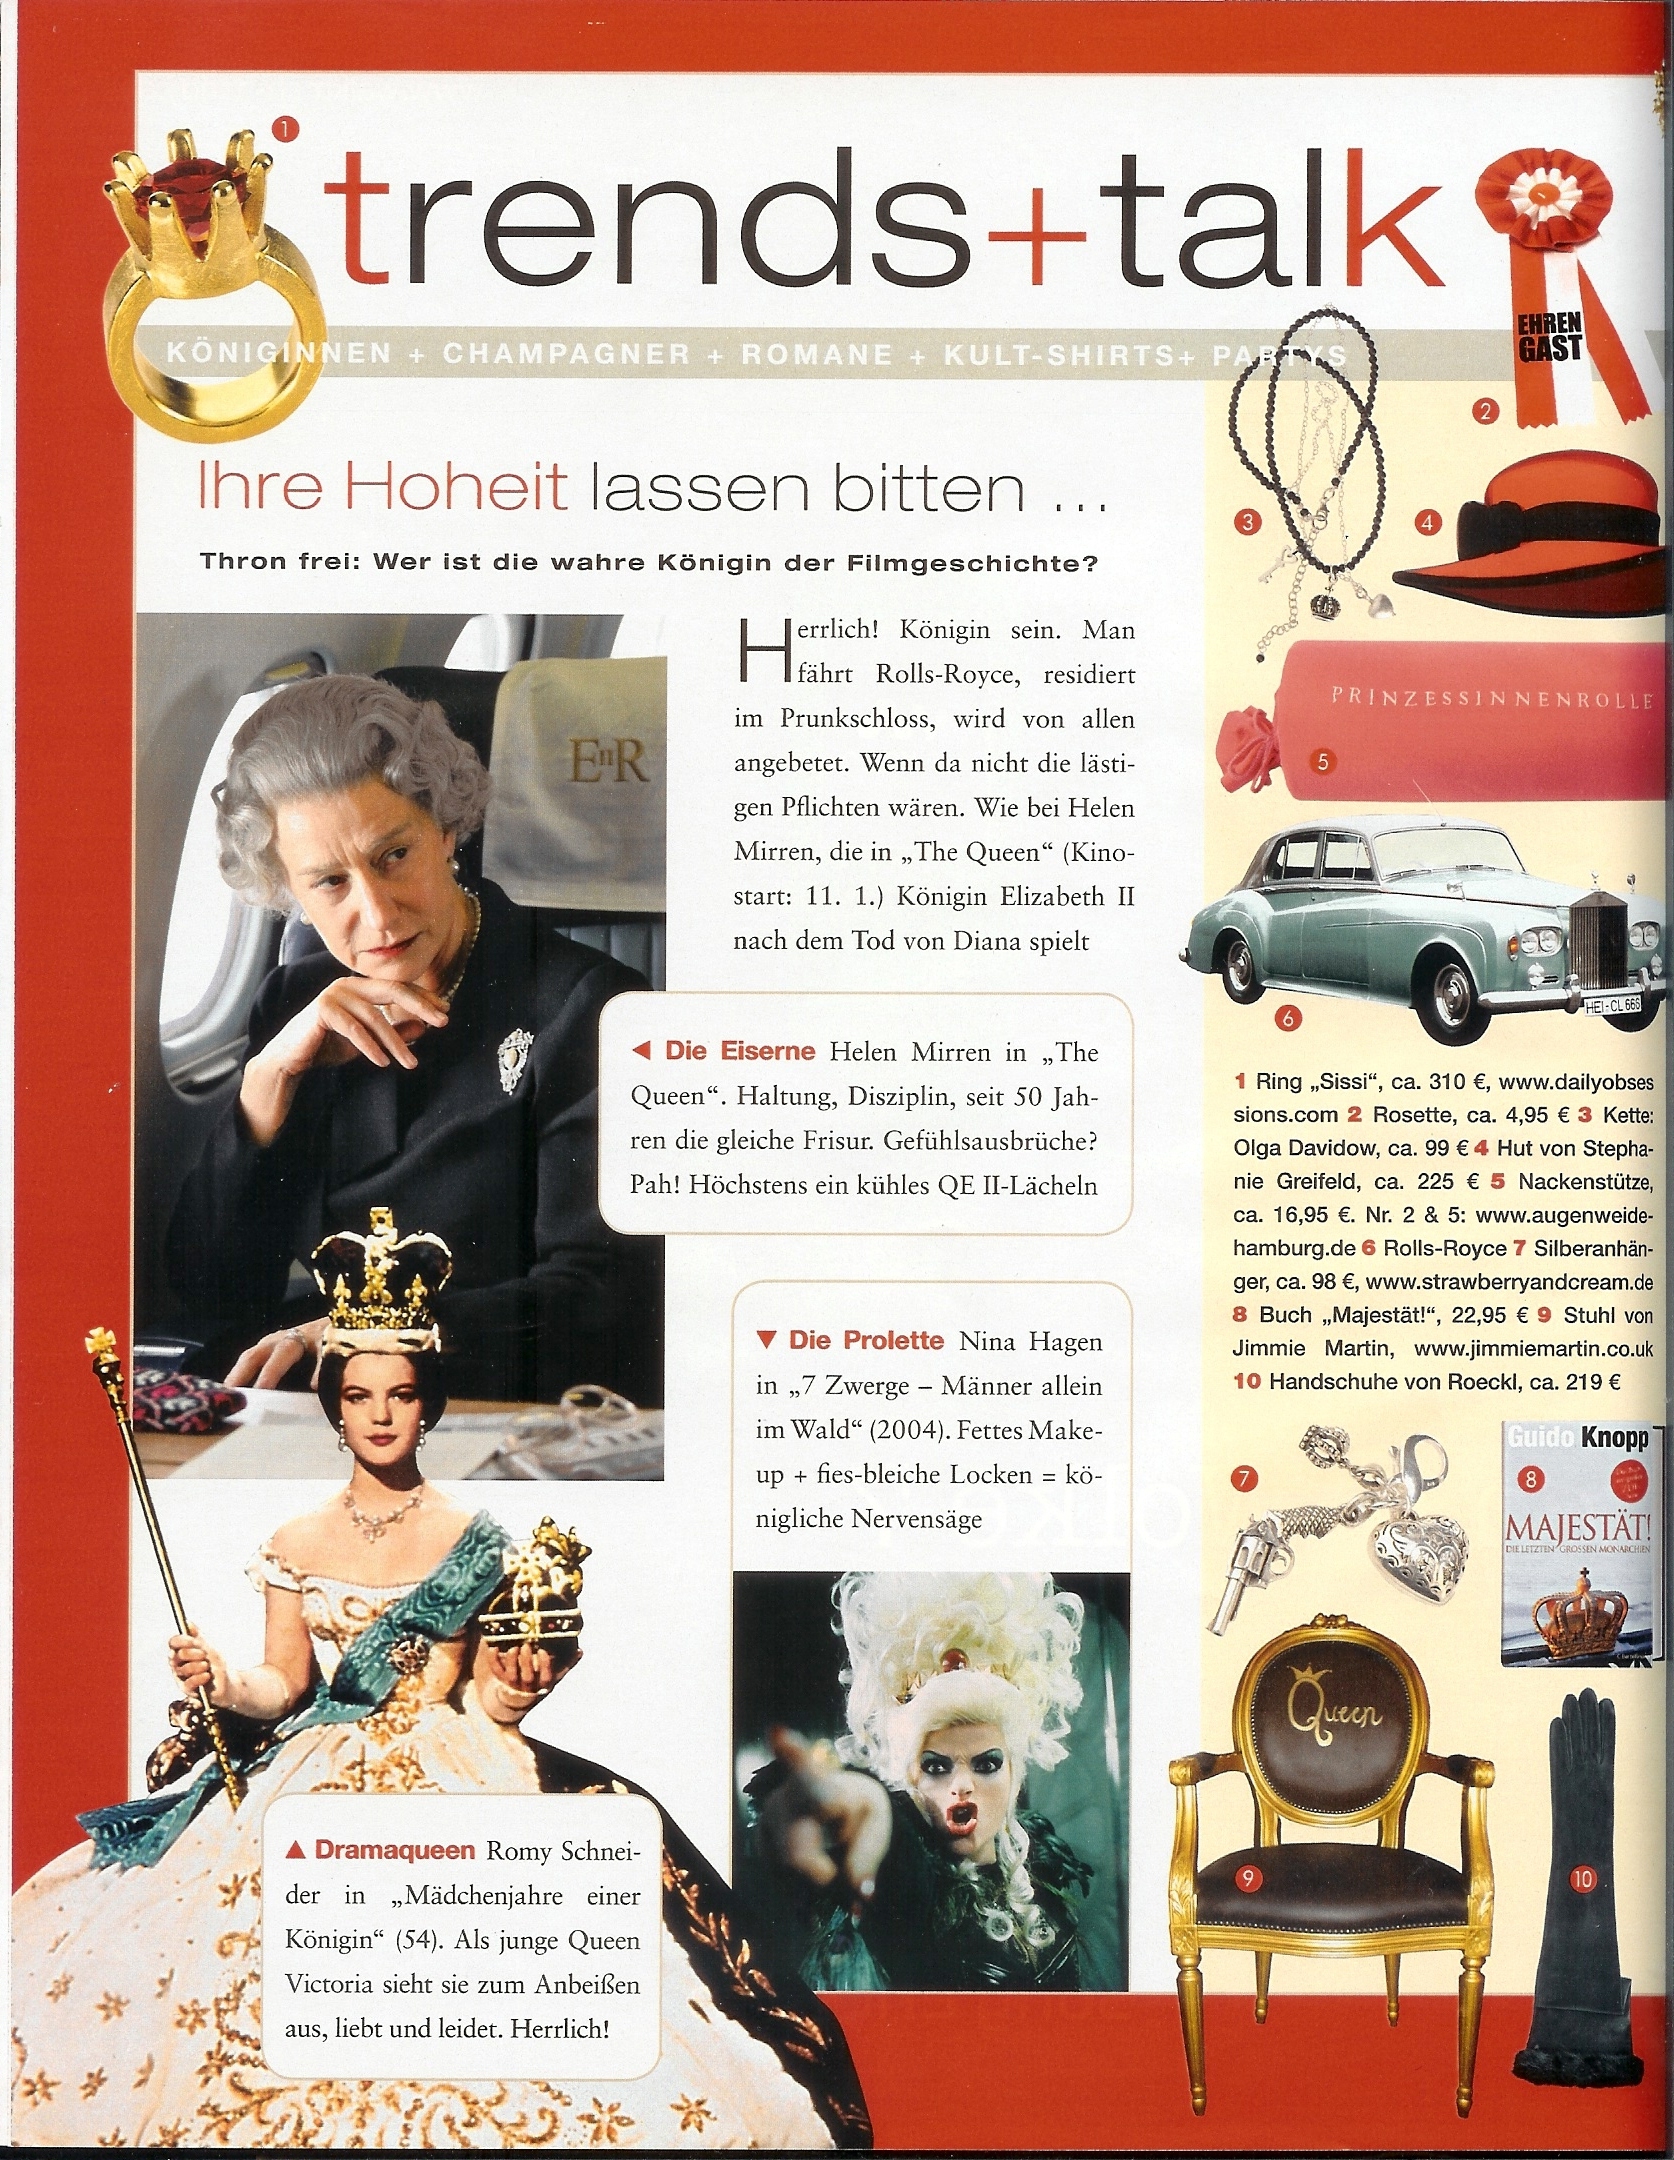 1
trends+talk
EHREN
GAST
KÖNIGINNEN + CHAMPAGNER + ROMANE + KULT-SHIRTS+ PARTYS
2
Ihre Hoheit lassen bitten ...
3
4
Thron frei: Wer ist die wahre Königin der Filmgeschichte?
Herrlich! Königin sein. Man
fährt Rolls-Royce, residiert
im Prunkschloss, wird von allen
angebetet. Wenn da nicht die lästi-
gen Pflichten wären. Wie bei Helen
Mirren, die in „The Queen“ (Kino-
start: 11. 1.) Königin Elizabeth II
nach dem Tod von Diana spielt
EnR
◄ Die Eiserne Helen Mirren in „The
Queen“. Haltung, Disziplin, seit 50 Jah-
ren die gleiche Frisur. Gefühlsausbrüche?
Pah! Höchstens ein kühles QE II-Lächeln
▼ Die Prolette Nina Hagen
in „7 Zwerge – Männer allein
im Wald“ (2004). Fettes Make-
up + fies-bleiche Locken = kö-
nigliche Nervensäge
▲ Dramaqueen Romy Schnei-
der in „Mädchenjahre einer
Königin“ (54). Als junge Queen
Victoria sieht sie zum Anbeißen
aus, liebt und leidet. Herrlich!
PRINZESSINNENROLLE
5
HEI-CL 666
6
1 Ring „Sissi“, ca. 310 €, www.dailyobses
sions.com 2 Rosette, ca. 4,95 € 3 Kette:
Olga Davidow, ca. 99 € 4 Hut von Stepha-
nie Greifeld, ca. 225 € 5 Nackenstütze,
ca. 16,95 €. Nr. 2 & 5: www.augenweide-
hamburg.de 6 Rolls-Royce 7 Silberanhän-
ger, ca. 98 €, www.strawberryandcream.de
8 Buch „Majestät!“, 22,95 € 9 Stuhl von
Jimmie Martin, www.jimmiemartin.co.uk
10 Handschuhe von Roeckl, ca. 219 €
7
Guido Knopp
8
MAJESTÄT!
DIE LETZTEN GROSSEN MONARCHIEN
Queen
9
10